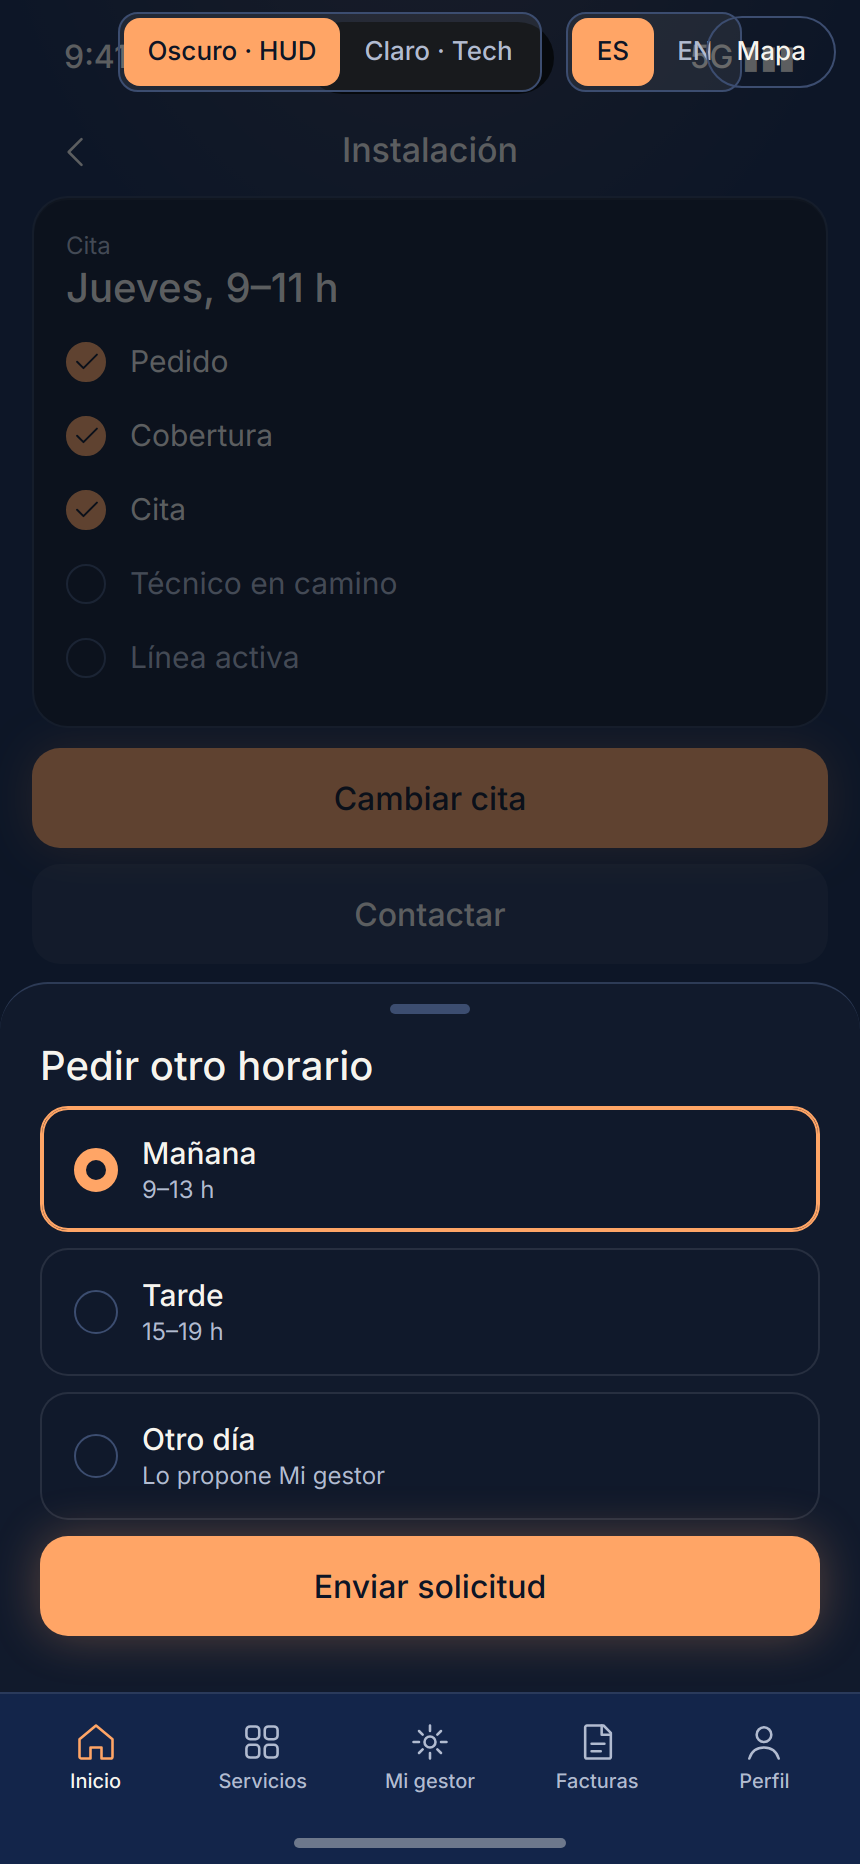 9:41
Oscuro · HUD
Claro · Tech
ES
EN
5G
Mapa
Instalación
Cita
Jueves, 9–11 h
Pedido
Cobertura
Cita
Técnico en camino
Línea activa
Cambiar cita
Contactar
Pedir otro horario
Mañana
9–13 h
Tarde
15–19 h
Otro día
Lo propone Mi gestor
Enviar solicitud
Inicio
Servicios
Mi gestor
Facturas
Perfil